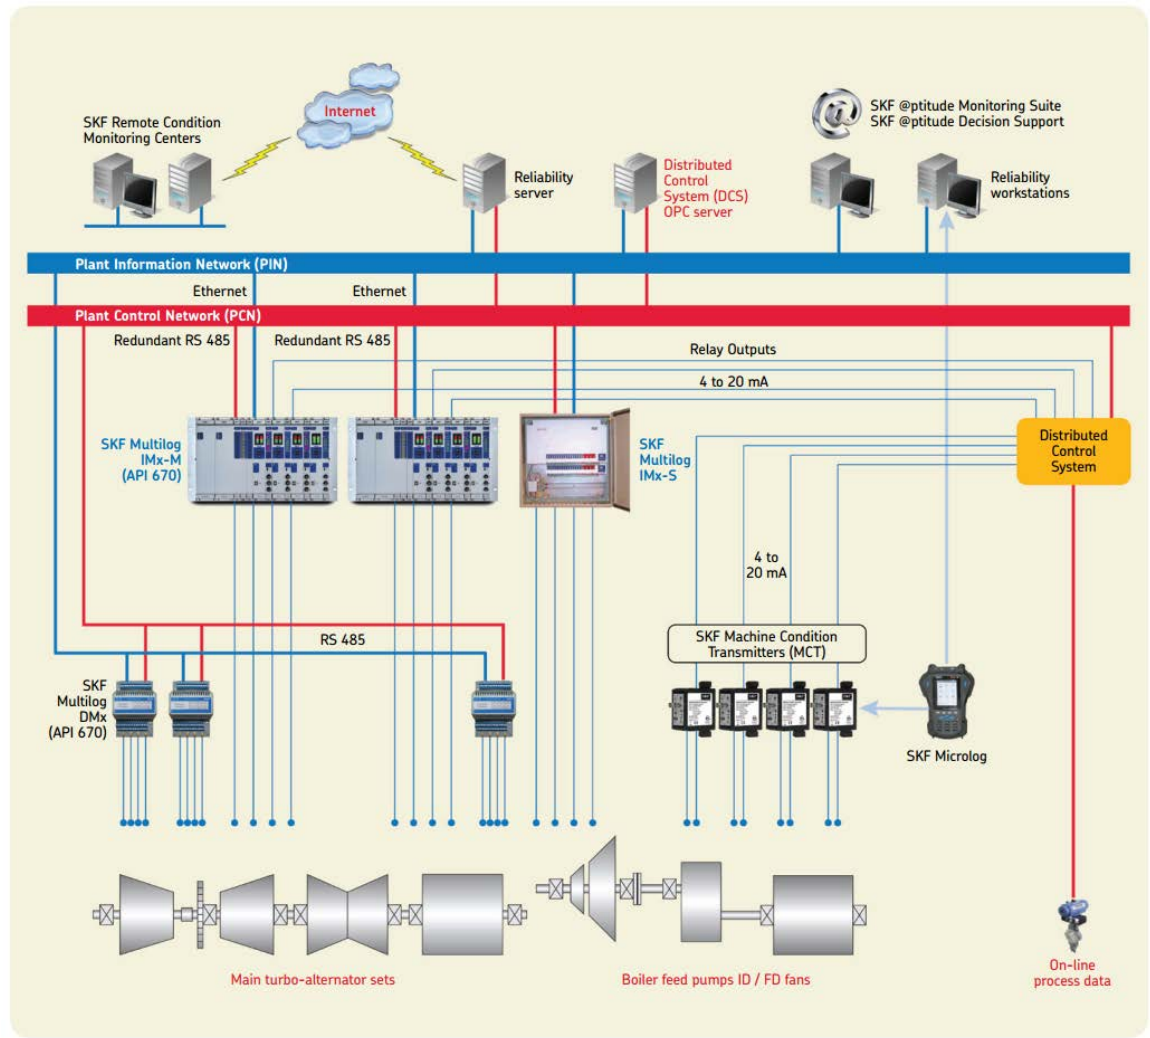 Internet
SKF Remote Condition
Monitoring Centers
SKF @ptitude Monitoring Suite
SKF @ptitude Decision Support
Reliability
server
Distributed
Control
System (DCS)
OPC server
Reliability
workstations
Plant Information Network (PIN)
Ethernet
Ethernet
Plant Control Network (PCN)
Redundant RS 485
Redundant RS 485
Relay Outputs
4 to 20 mA
SKF Multilog
IMx-M
(API 670)
SKF
Multilog
IMx-S
Distributed
Control
System
4 to
20 mA
RS 485
SKF Machine Condition
Transmitters (MCT)
SKF
Multilog
DMx
(API 670)
SKF Microlog
Main turbo-alternator sets
Boiler feed pumps ID / FD fans
On-line
process data